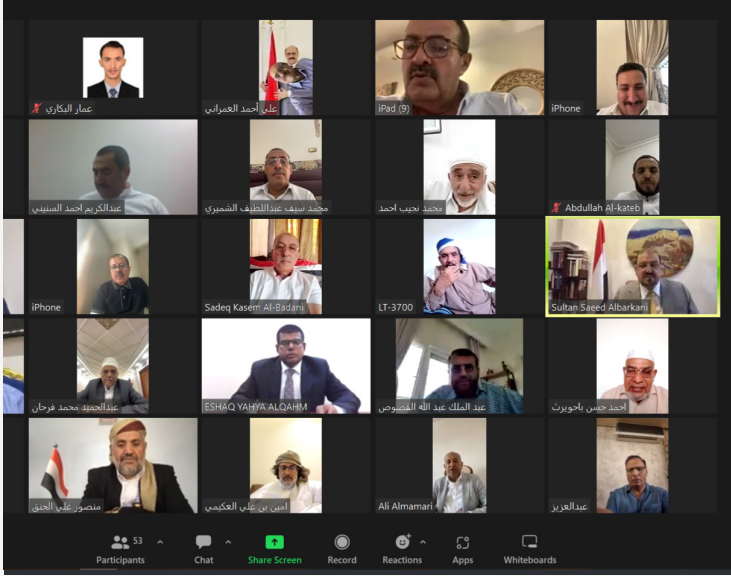 عمار البكاري
علي أحمد العمراني
iPad (9)
iPhone
عبدالكريم احمد السنيني
محمد سيف عبداللطيف الشميري
محمد نجيب احمد
Abdullah Al-kateb
iPhone
Sadeq Kasem Al-Badani
LT-3700
Sultan Saeed Albarkani
عبدالحميد محمد فرحان
ESHAQ YAHYA ALQAHM
عبد الملك عبد الله القصوص
احمد حسن باحويرث
منصور علي الحنق
امين بن علي العكيمي
Ali Almamari
عبدالعزيز
53
Participants
Chat
Share Screen
Record
Reactions
Apps
Whiteboards